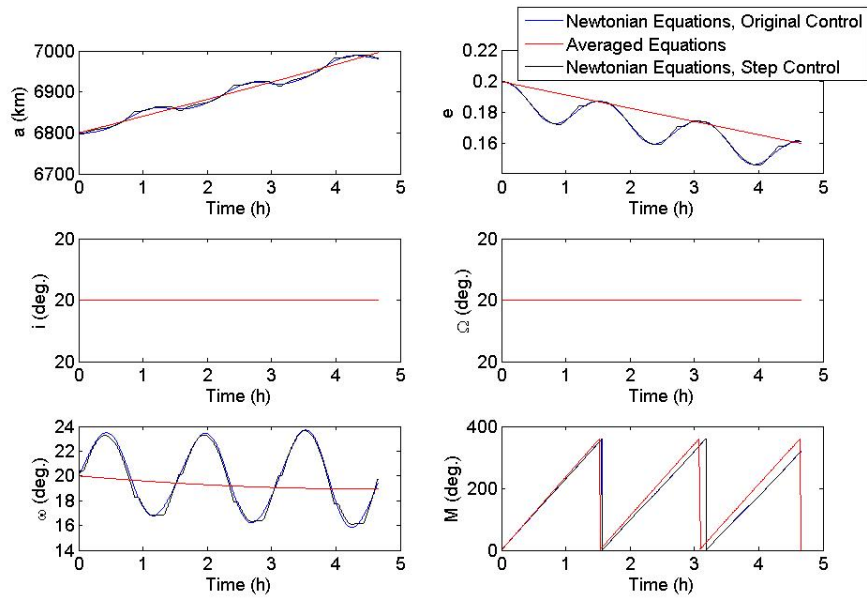 Newtonian Equations, Original Control
Averaged Equations
Newtonian Equations, Step Control
7000
6900
6800
6700
a (km)
0 1 2 3 4 5
Time (h)
0.22
0.2
0.18
0.16
e
0 1 2 3 4 5
Time (h)
20
20
20
i (deg.)
0 1 2 3 4 5
Time (h)
20
20
20
Ω (deg.)
0 1 2 3 4 5
Time (h)
24
22
20
18
16
14
ω (deg.)
0 1 2 3 4 5
Time (h)
400
200
0
M (deg.)
0 1 2 3 4 5
Time (h)